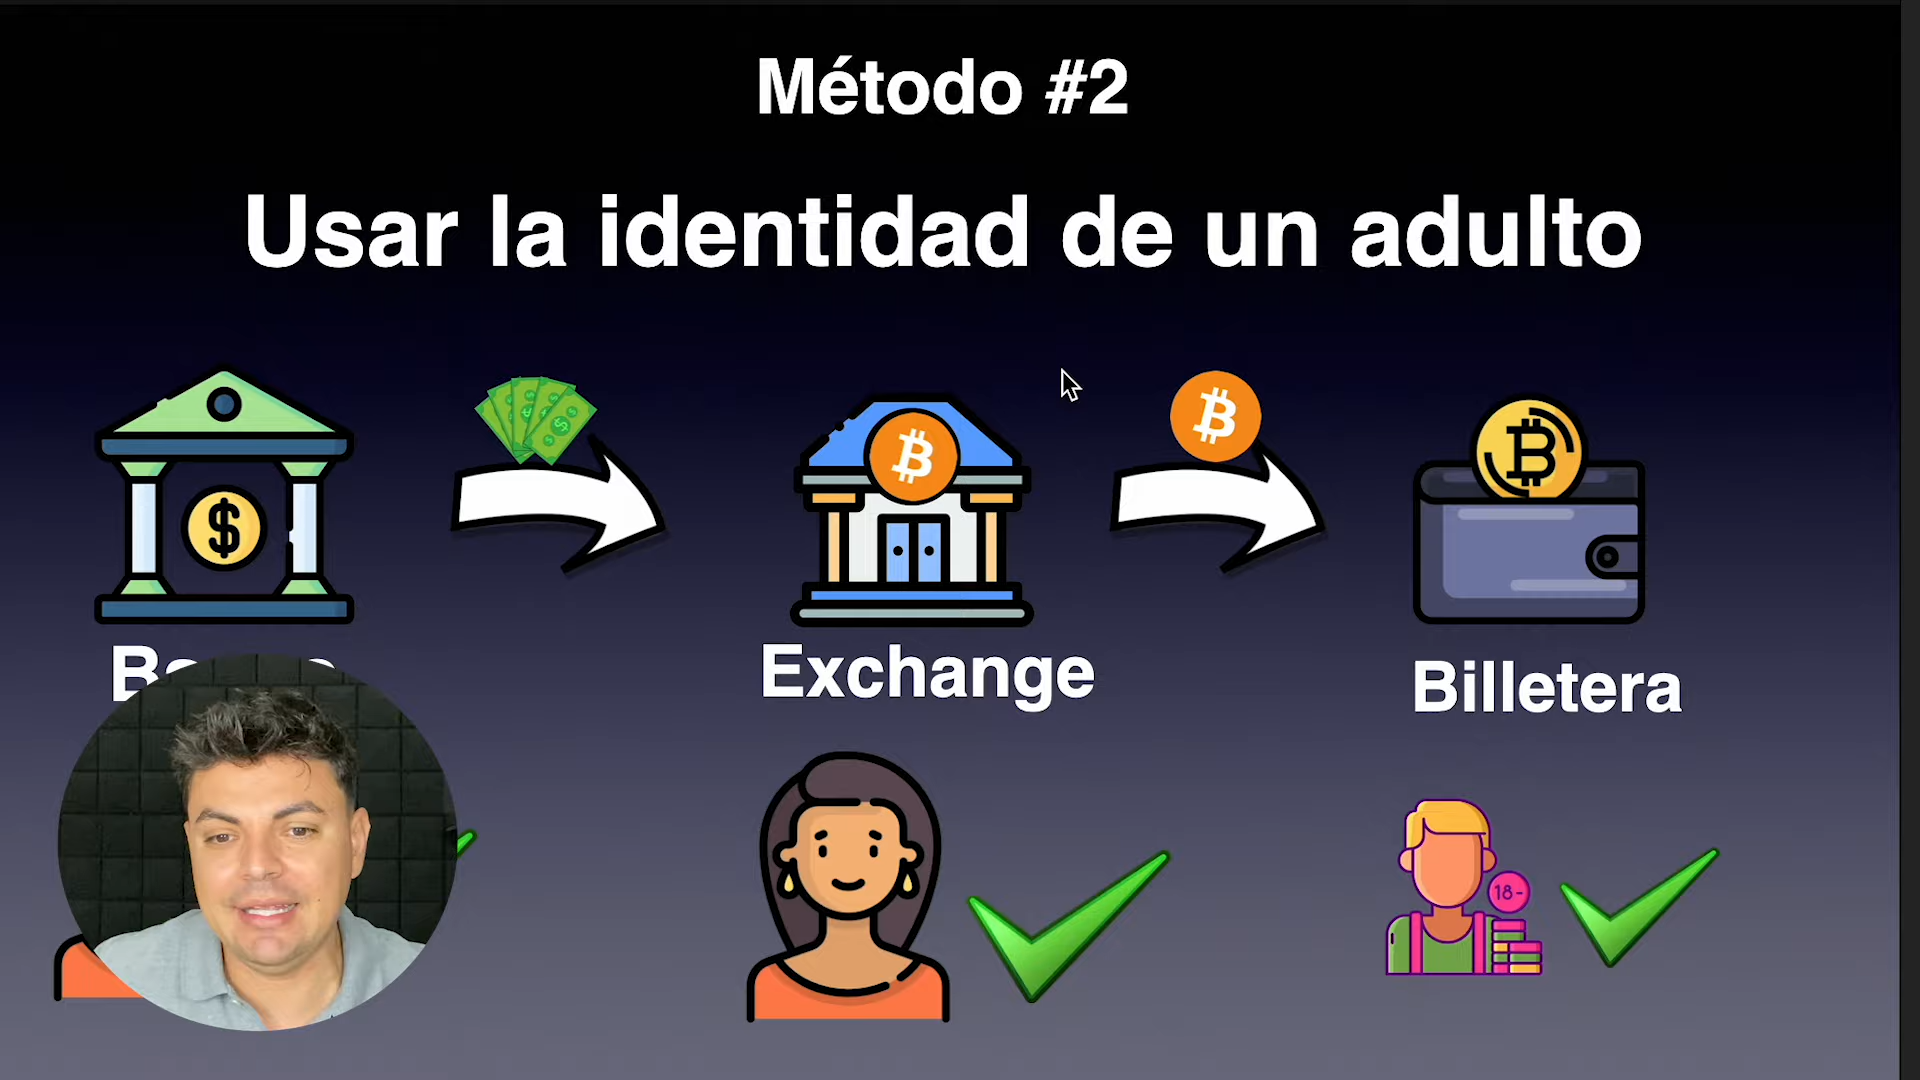 Método #2
Usar la identidad de un adulto
Exchange
Billetera
18-